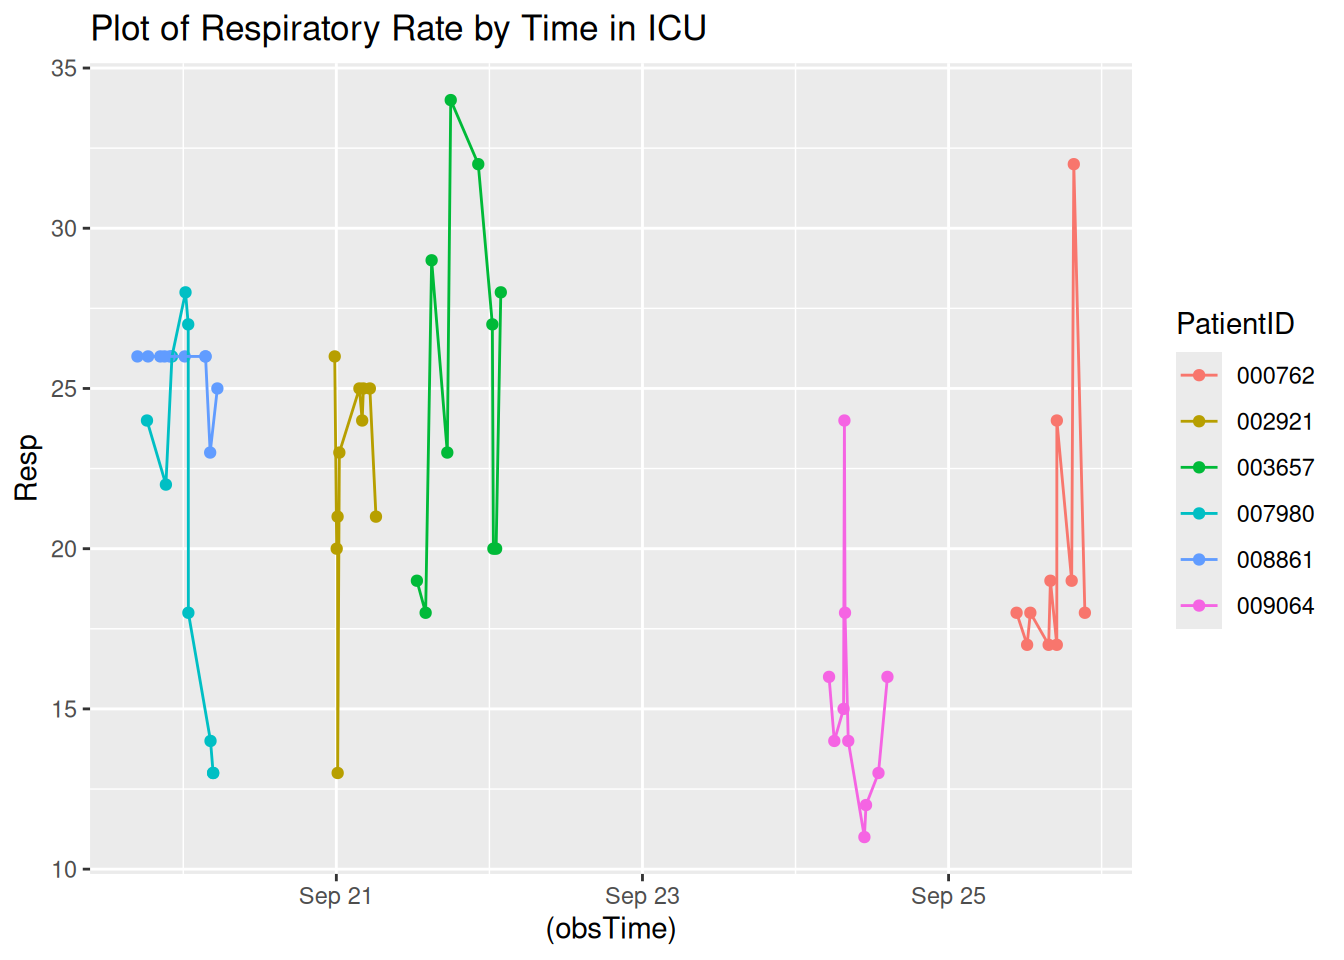 Plot of Respiratory Rate by Time in ICU
35
30
25
20
15
10
Resp
Sep 21
Sep 23
Sep 25
(obsTime)
PatientID
000762
002921
003657
007980
008861
009064